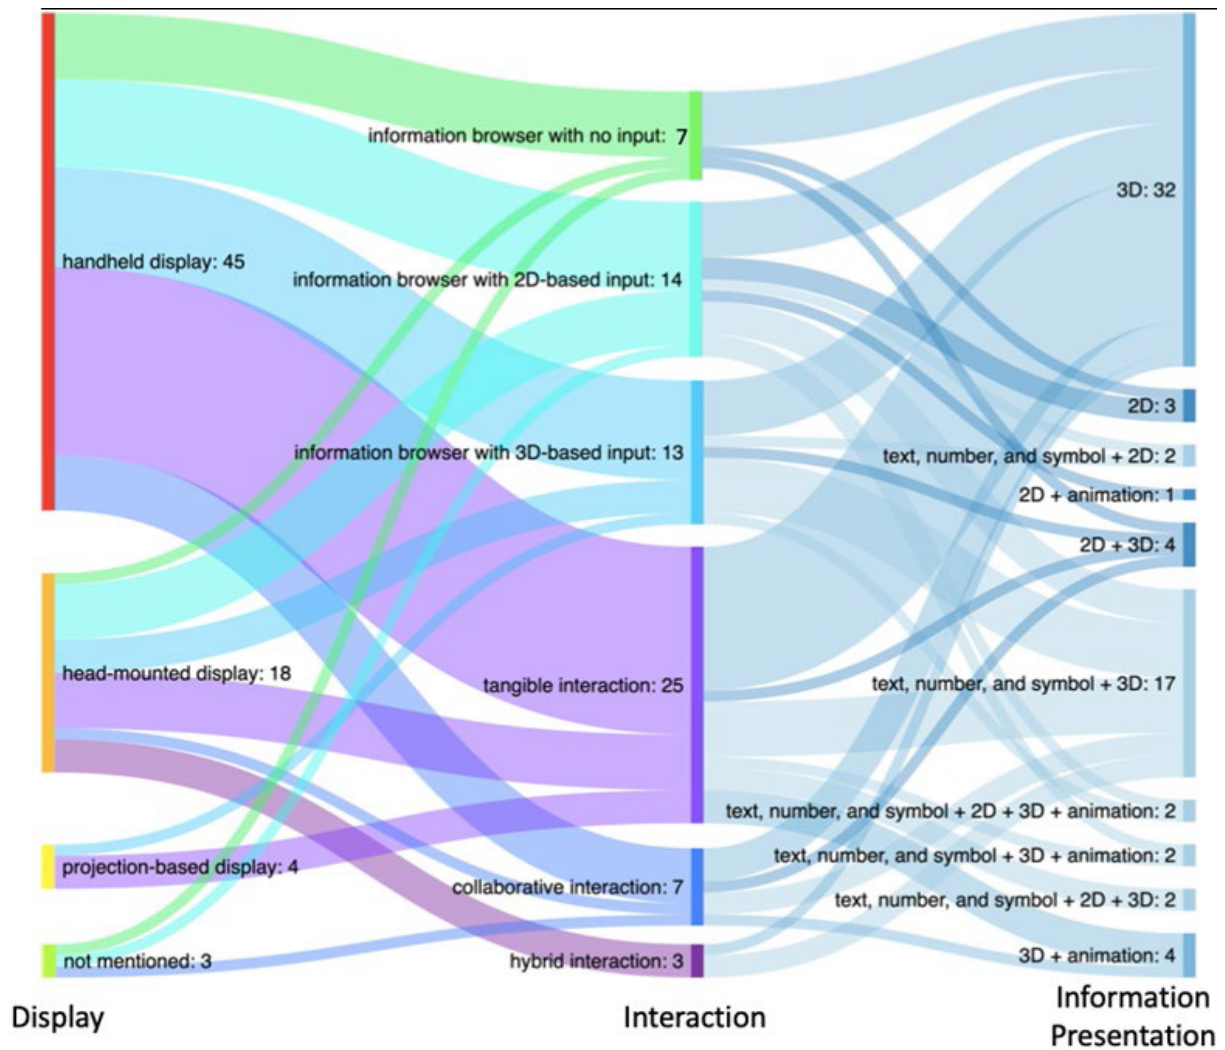 information browser with no input: 7
3D: 32
handheld display: 45
information browser with 2D-based input: 14
2D: 3
information browser with 3D-based input: 13
text, number, and symbol + 2D: 2
2D + animation: 1
2D + 3D: 4
head-mounted display: 18
tangible interaction: 25
text, number, and symbol + 3D: 17
text, number, and symbol + 2D + 3D + animation: 2
text, number, and symbol + 3D + animation: 2
projection-based display: 4
collaborative interaction: 7
text, number, and symbol + 2D + 3D: 2
not mentioned: 3
hybrid interaction: 3
3D + animation: 4
Display
Interaction
Information
Presentation